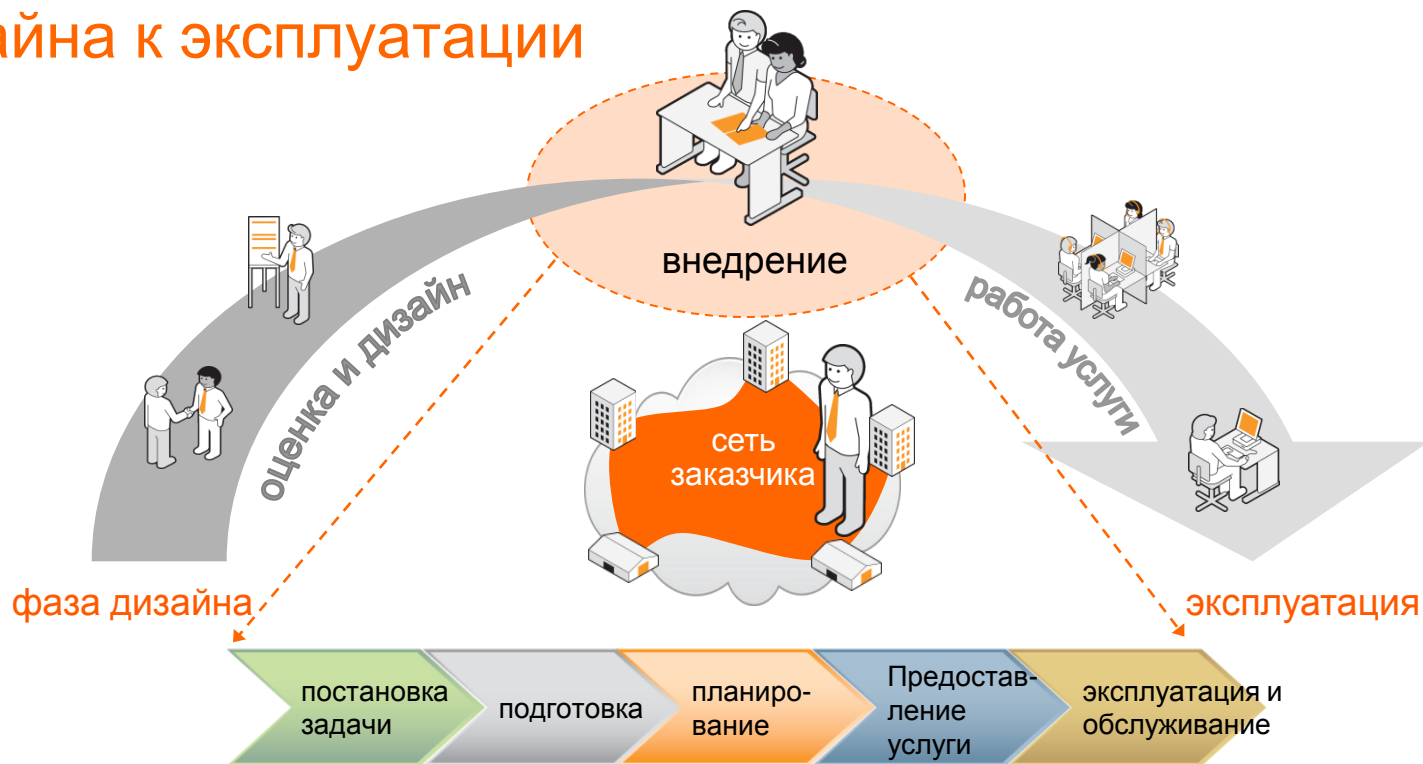 айна к эксплуатации
внедрение
оценка и дизайн
работа услуги
сеть
заказчика
фаза дизайна
эксплуатация
постановка
задачи
подготовка
планиро-
вание
Предостав-
ление
услуги
эксплуатация и
обслуживание